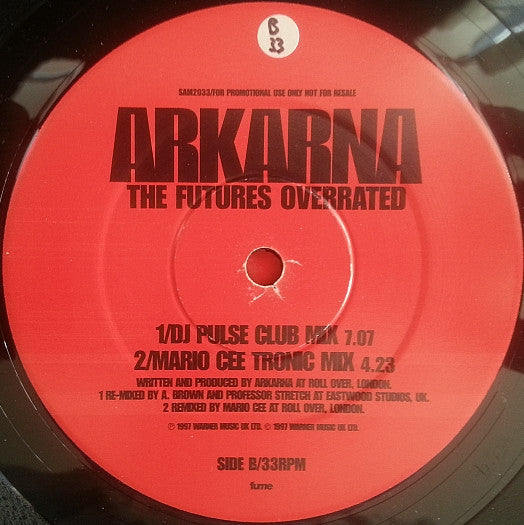 B
33
SAM2033/FOR PROMOTIONAL USE ONLY NOT FOR RESALE
ARKARNA
THE FUTURES OVERRATED
1/DJ PULSE CLUB MIX 7.07
2/MARIO CEE TRONIC MIX 4.23
WRITTEN AND PRODUCED BY ARKARNA AT ROLL OVER, LONDON.
1 RE-MIXED BY A. BROWN AND PROFESSOR STRETCH AT EASTWOOD STUDIOS, UK.
2 REMIXED BY MARIO CEE AT ROLL OVER, LONDON.
℗ 1997 WARNER MUSIC UK LTD. © 1997 WARNER MUSIC UK LTD.
SIDE B/33RPM
fume